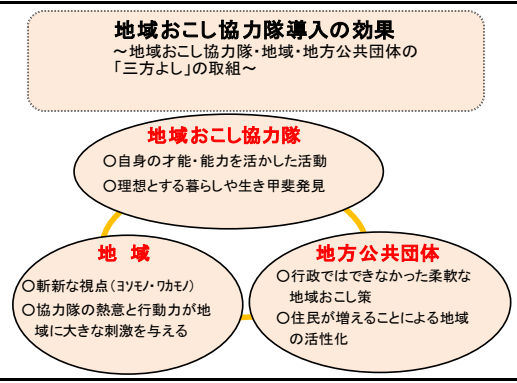 地域おこし協力隊導入の効果
～地域おこし協力隊・地域・地方公共団体の
「三方よし」の取組～
地域おこし協力隊
○自身の才能・能力を活かした活動
○理想とする暮らしや生き甲斐発見
地 域
○斬新な視点（ヨソモノ・ワカモノ）
○協力隊の熱意と行動力が地
域に大きな刺激を与える
地方公共団体
○行政ではできなかった柔軟な
地域おこし策
○住民が増えることによる地域
の活性化